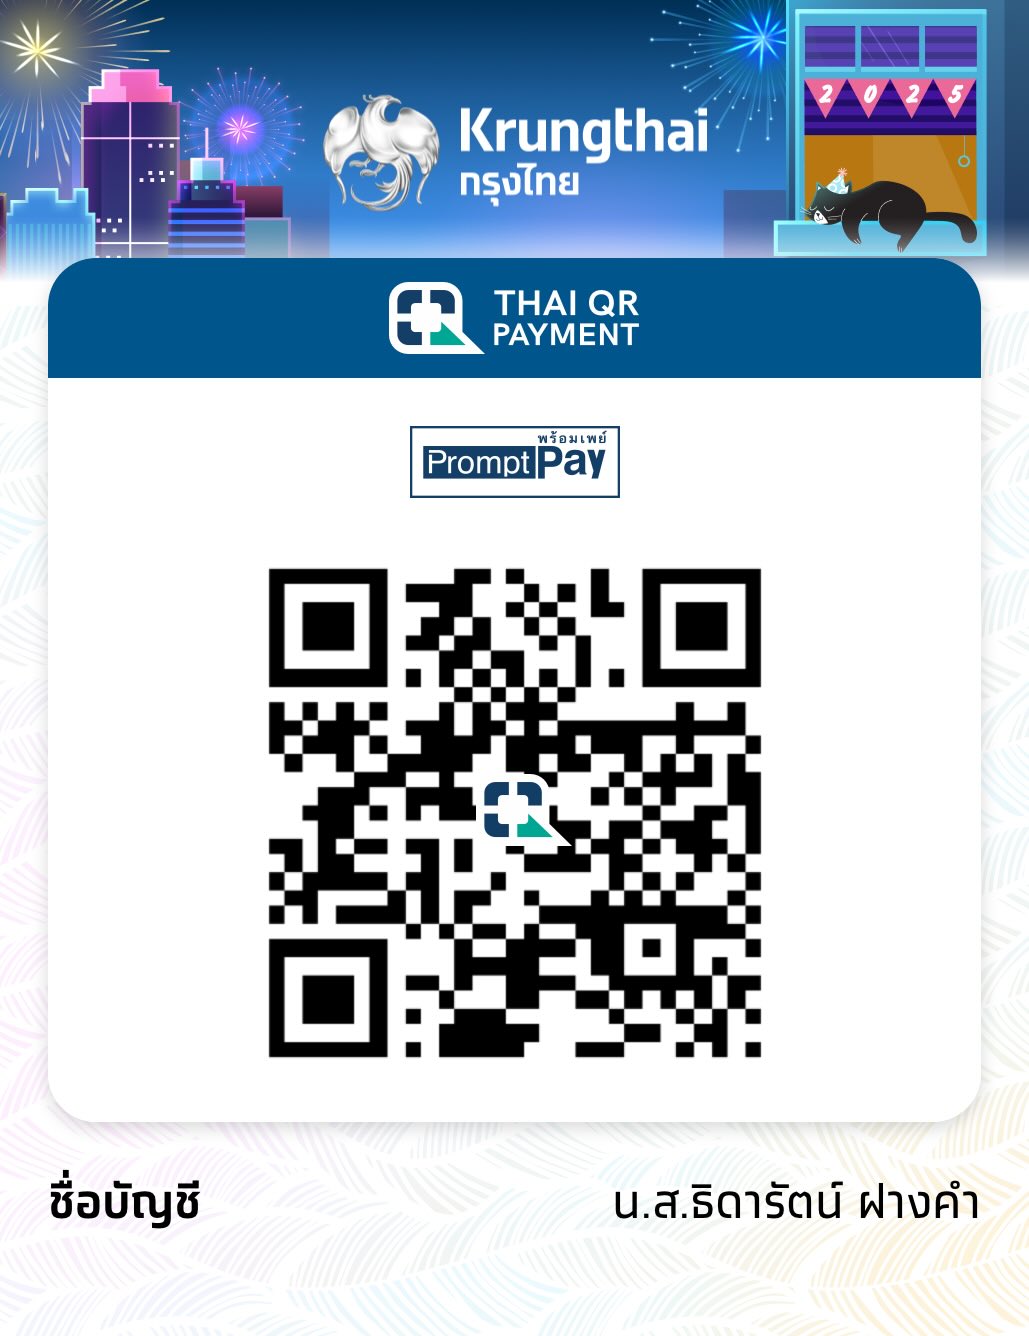 Krungthai
กรุงไทย
2025
THAI QR
PAYMENT
พร้อมเพย์
PromptPay
ชื่อบัญชี น.ส.ธิดารัตน์ ฝางคำ